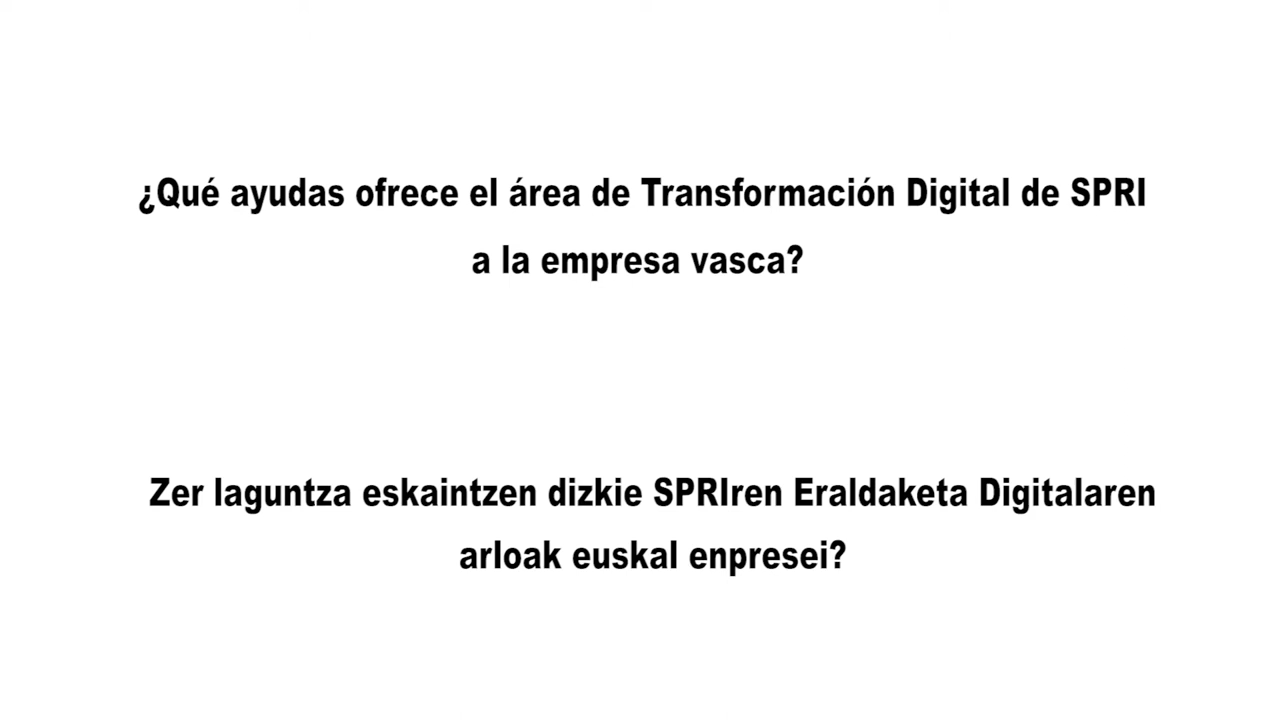 ¿Qué ayudas ofrece el área de Transformación Digital de SPRI
a la empresa vasca?
Zer laguntza eskaintzen dizkie SPRIren Eraldaketa Digitalaren
arloak euskal enpresei?